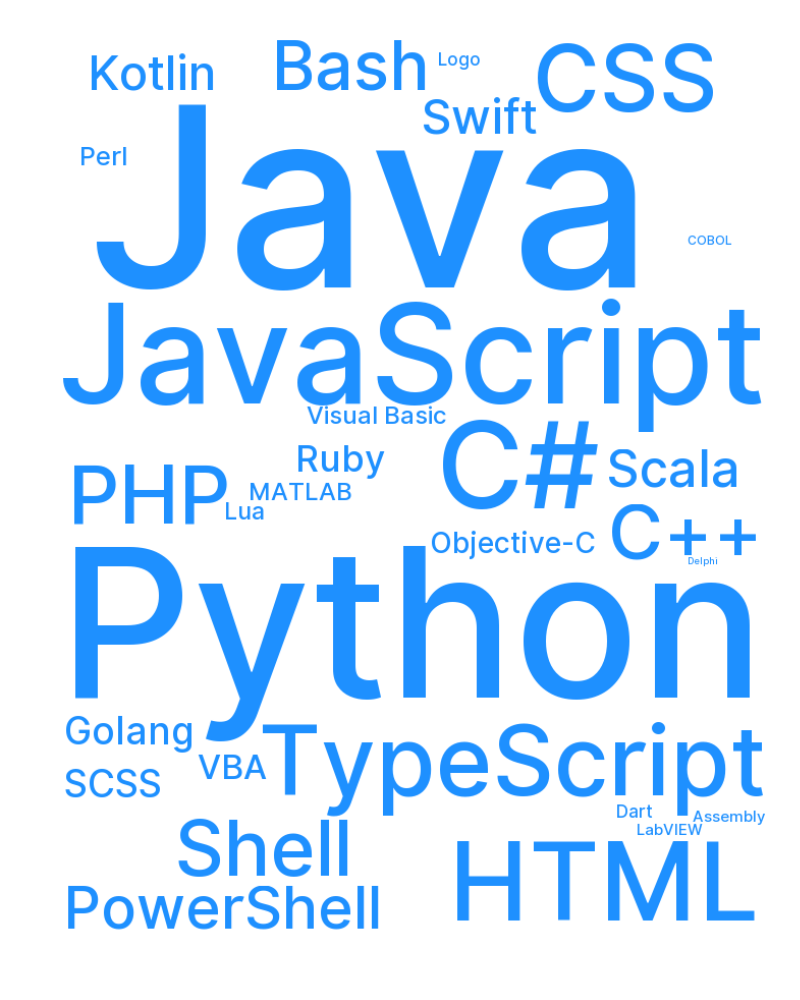 Kotlin
Bash
Logo
CSS
Swift
Perl
Java
COBOL
JavaScript
Visual Basic
C#
Ruby
Scala
PHP
MATLAB
Lua
C++
Objective-C
Delphi
Python
Golang
TypeScript
VBA
SCSS
Dart
Assembly
LabVIEW
Shell
HTML
PowerShell